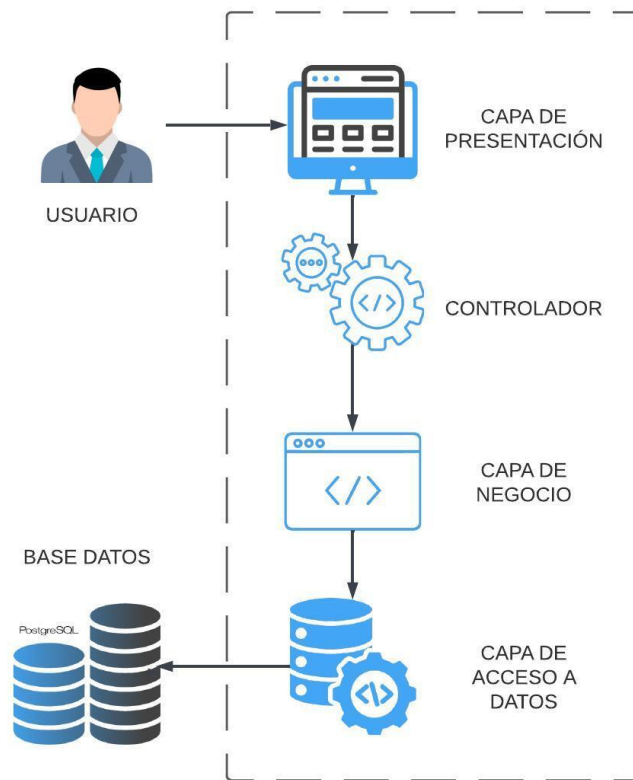 CAPA DE
PRESENTACIÓN
USUARIO
CONTROLADOR
CAPA DE
NEGOCIO
BASE DATOS
PostgreSQL
CAPA DE
ACCESO A
DATOS